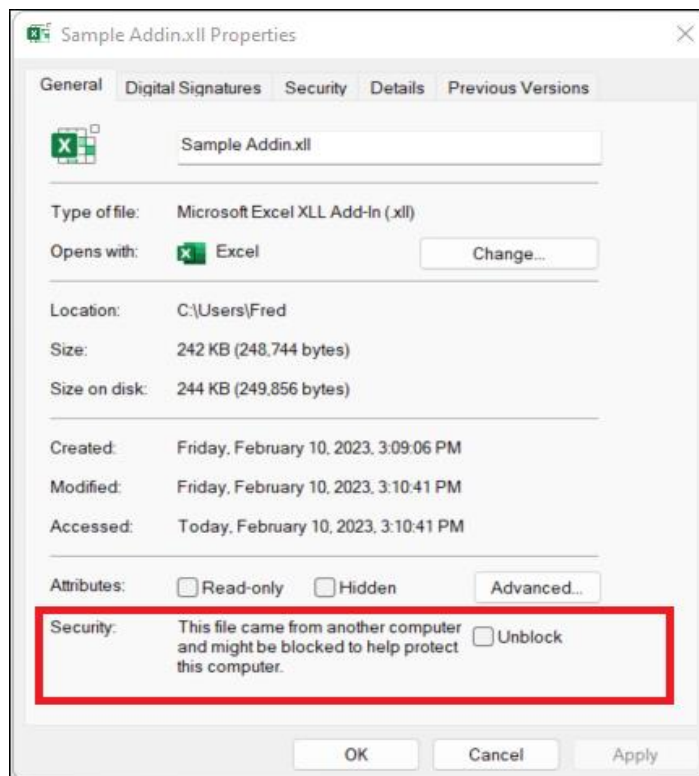 Sample Addin.xll Properties
General Digital Signatures Security Details Previous Versions
Sample Addin.xll
Type of file: Microsoft Excel XLL Add-In (.xll)
Opens with: Excel Change...
Location: C:\Users\Fred
Size: 242 KB (248,744 bytes)
Size on disk: 244 KB (249,856 bytes)
Created: Friday, February 10, 2023, 3:09:06 PM
Modified: Friday, February 10, 2023, 3:10:41 PM
Accessed: Today, February 10, 2023, 3:10:41 PM
Attributes: Read-only Hidden Advanced...
Security: This file came from another computer Unblock
and might be blocked to help protect
this computer.
OK Cancel Apply